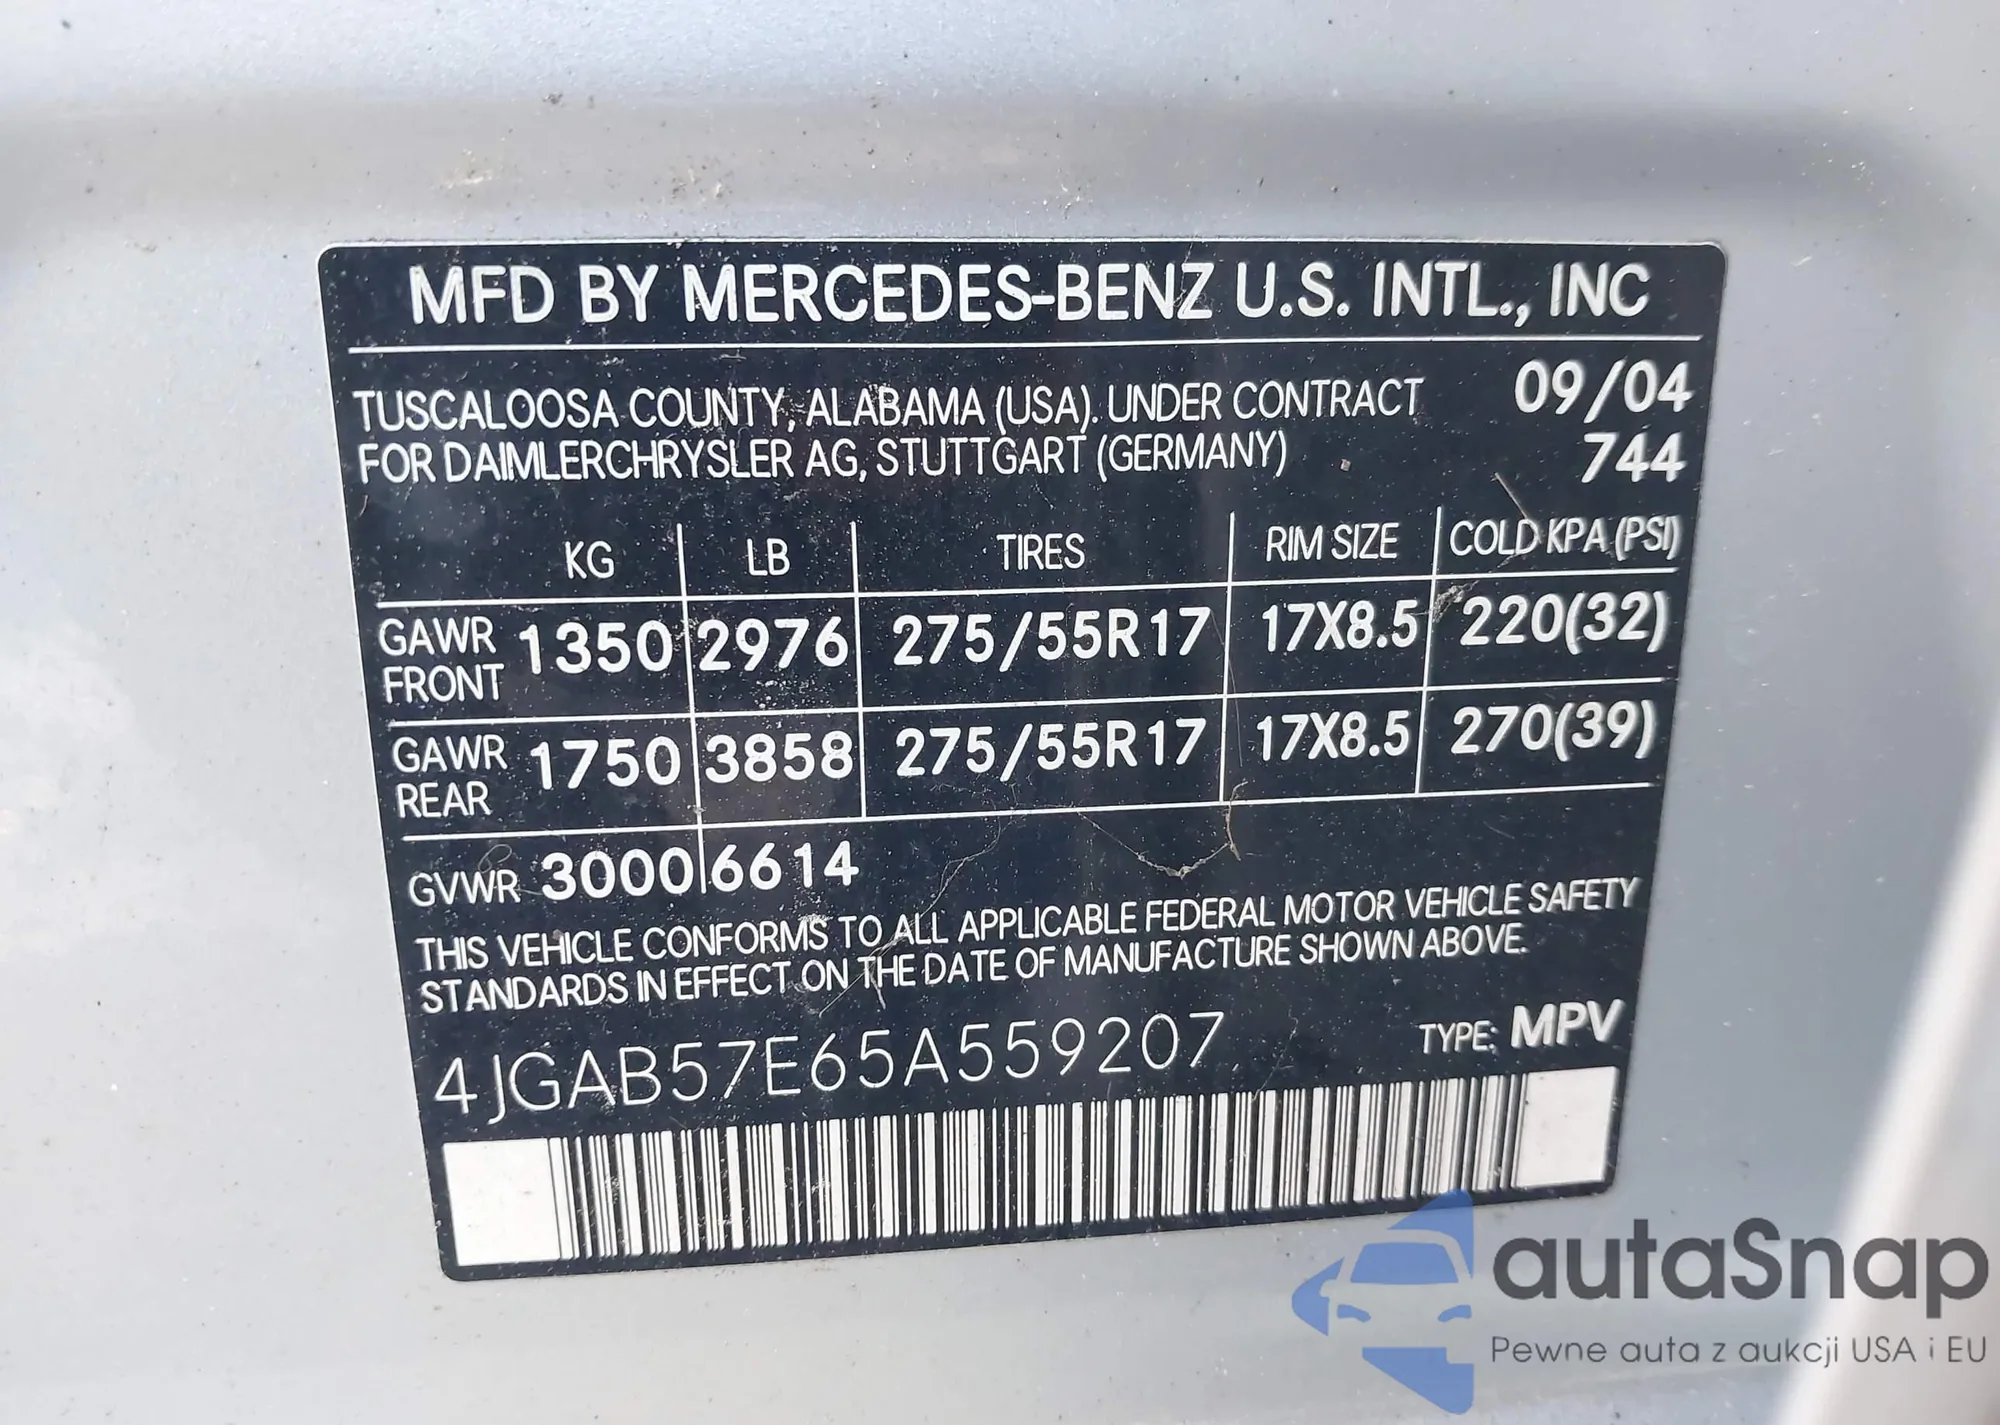 MFD BY MERCEDES-BENZ U.S. INTL., INC
TUSCALOOSA COUNTY, ALABAMA (USA). UNDER CONTRACT 09/04
FOR DAIMLERCHRYSLER AG, STUTTGART (GERMANY) 744
KG LB TIRES RIM SIZE COLD KPA (PSI)
GAWR FRONT 1350 2976 275/55R17 17X8.5 220(32)
GAWR REAR 1750 3858 275/55R17 17X8.5 270(39)
GVWR 3000 6614
THIS VEHICLE CONFORMS TO ALL APPLICABLE FEDERAL MOTOR VEHICLE SAFETY
STANDARDS IN EFFECT ON THE DATE OF MANUFACTURE SHOWN ABOVE.
4JGAB57E65A559207 TYPE: MPV
autaSnap
Pewne auta z aukcji USA i EU